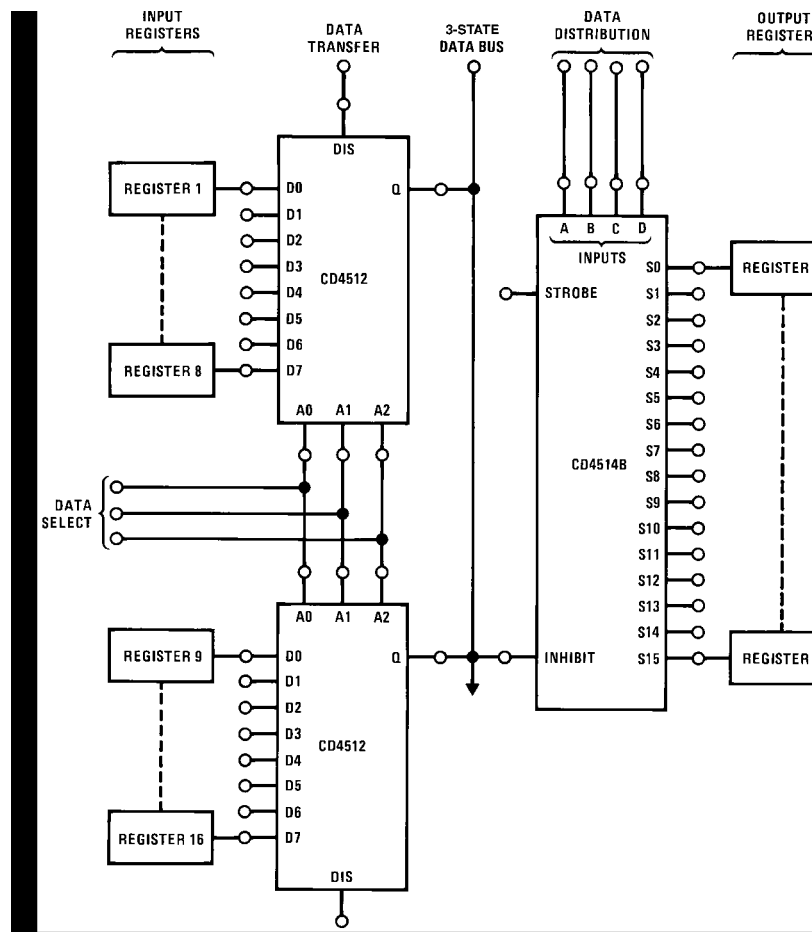 INPUT
REGISTERS
DATA
TRANSFER
3-STATE
DATA BUS
DATA
DISTRIBUTION
OUTPUT
REGISTER
DIS
REGISTER 1
D0
Q
D1
D2
D3
CD4512
D4
D5
D6
REGISTER 8
D7
A0 A1 A2
DATA
SELECT
A0 A1 A2
REGISTER 9
D0
Q
D1
D2
D3
CD4512
D4
D5
D6
REGISTER 16
D7
DIS
A B C D
INPUTS
STROBE
CD4514B
INHIBIT
S0
S1
S2
S3
S4
S5
S6
S7
S8
S9
S10
S11
S12
S13
S14
S15
REGISTER
REGISTER